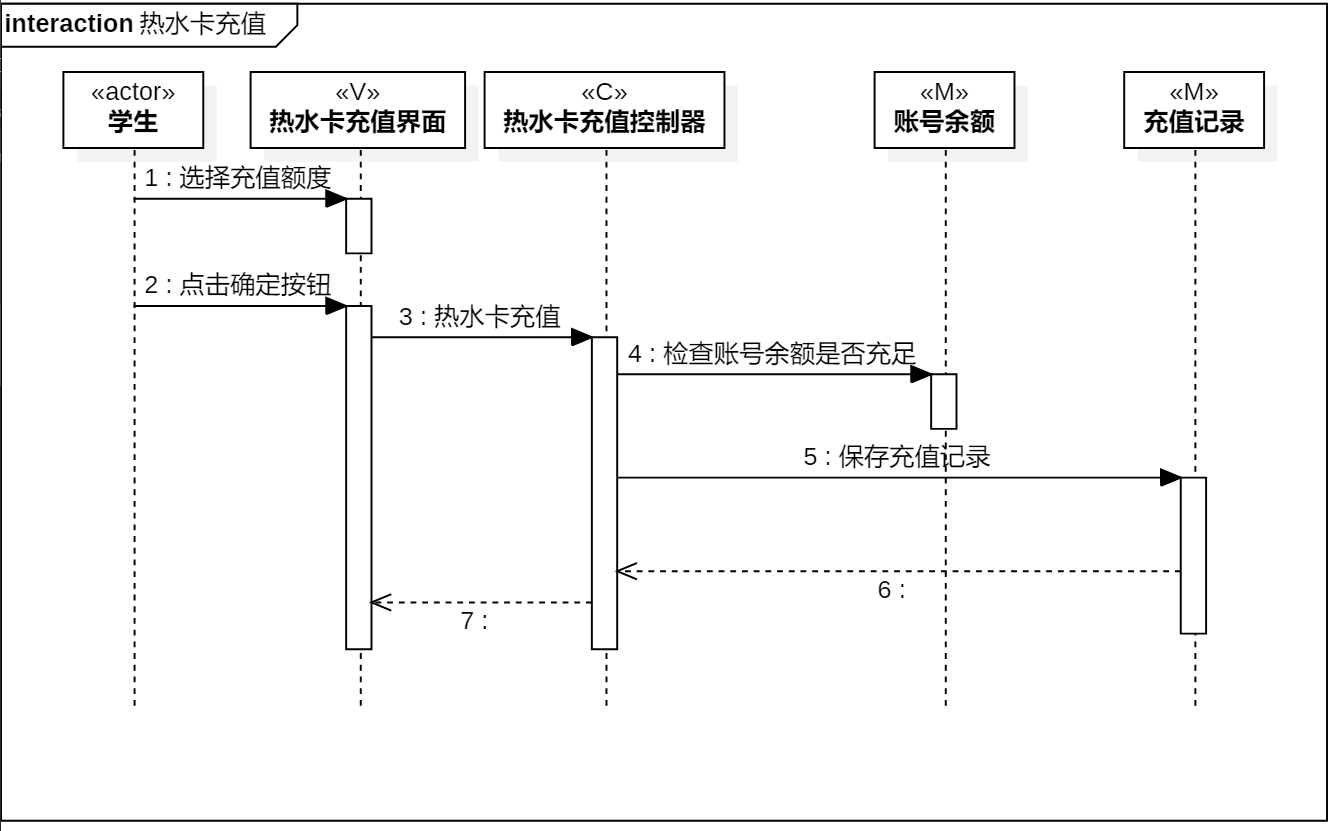 interaction 热水卡充值
«actor»
学生
«V»
热水卡充值界面
«C»
热水卡充值控制器
«M»
账号余额
«M»
充值记录
1 : 选择充值额度
2 : 点击确定按钮
3 : 热水卡充值
4 : 检查账号余额是否充足
5 : 保存充值记录
6 :
7 :